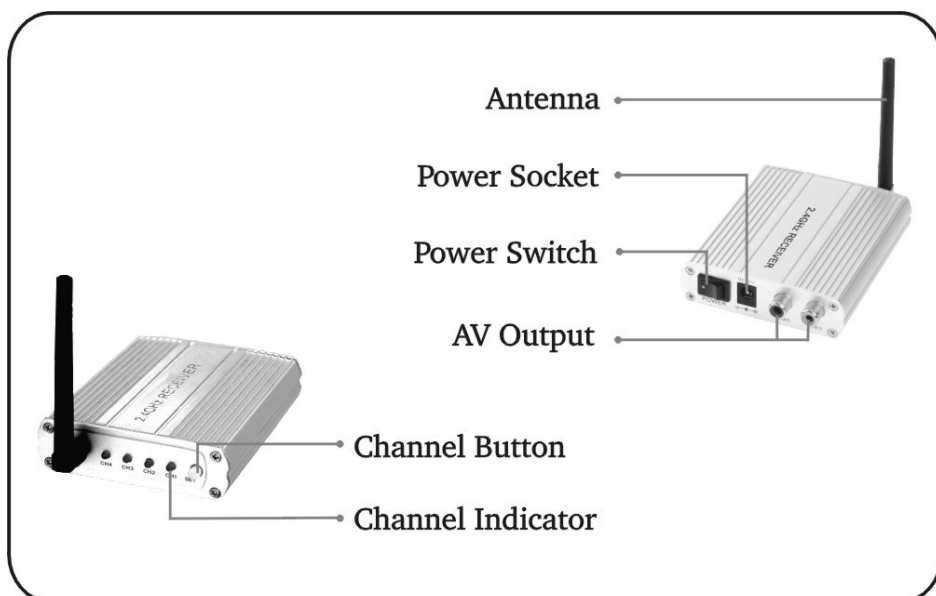 Antenna
Power Socket
2.4GHz RECEIVER
Power Switch
POWER
AV Output
2.4GHz RECEIVER
Channel Button
CH4 CH3 CH2 CH1
Channel Indicator